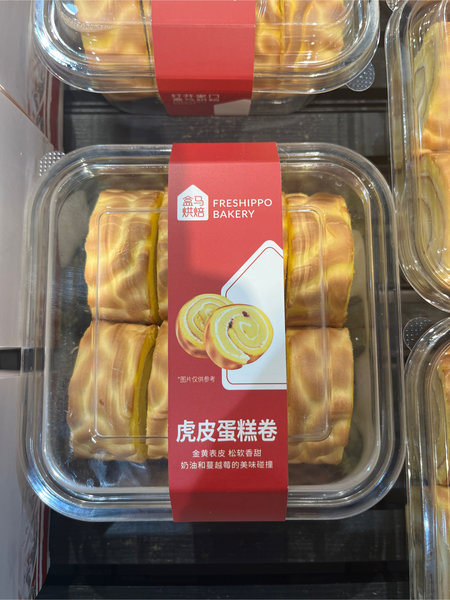 盒马
烘焙
FRESHIPPO
BAKERY
*图片仅供参考
虎皮蛋糕卷
金黄表皮 松软香甜
奶油和蔓越莓的美味碰撞